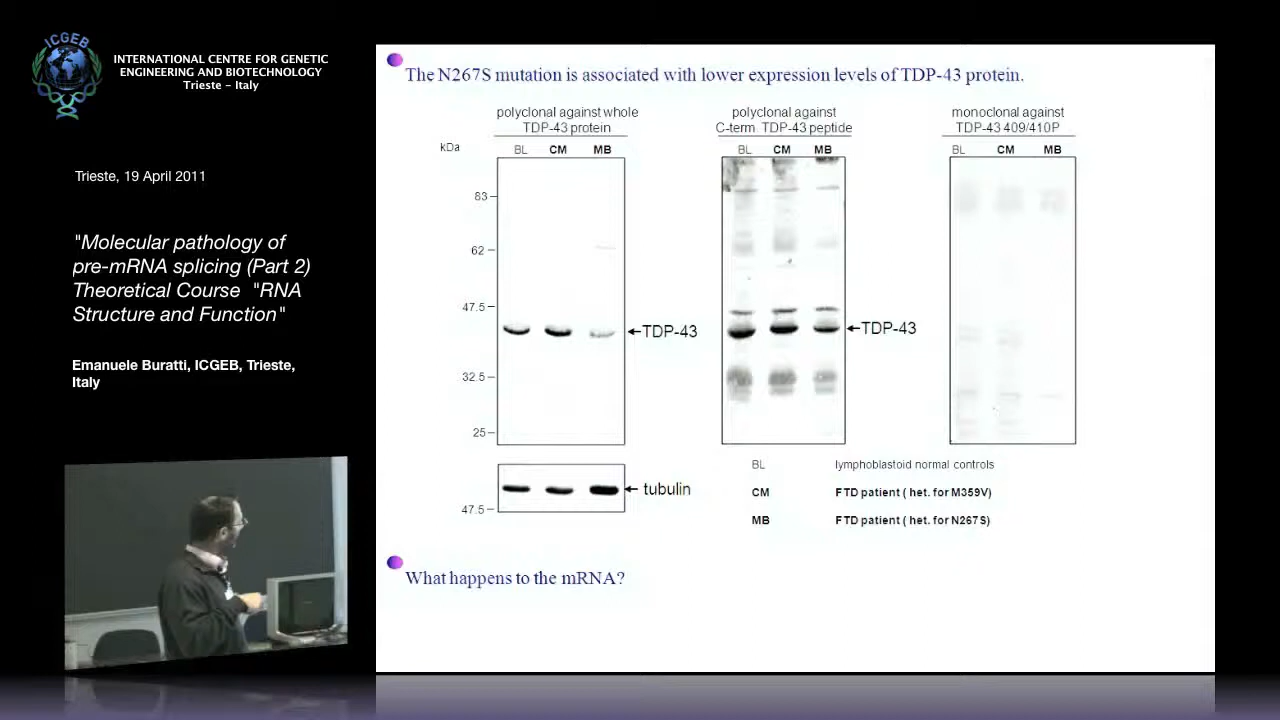 ICGEB
INTERNATIONAL CENTRE FOR GENETIC
ENGINEERING AND BIOTECHNOLOGY
Trieste - Italy
Trieste, 19 April 2011
"Molecular pathology of
pre-mRNA splicing (Part 2)
Theoretical Course "RNA
Structure and Function"
Emanuele Buratti, ICGEB, Trieste,
Italy
The N267S mutation is associated with lower expression levels of TDP-43 protein.
polyclonal against whole
TDP-43 protein
kDa
BL CM MB
83
62
47.5
32.5
25
TDP-43
tubulin
47.5
polyclonal against
C-term. TDP-43 peptide
BL CM MB
TDP-43
monoclonal against
TDP-43 409/410P
BL CM MB
BL lymphoblastoid normal controls
CM FTD patient ( het. for M359V)
MB FTD patient ( het. for N267S)
What happens to the mRNA?